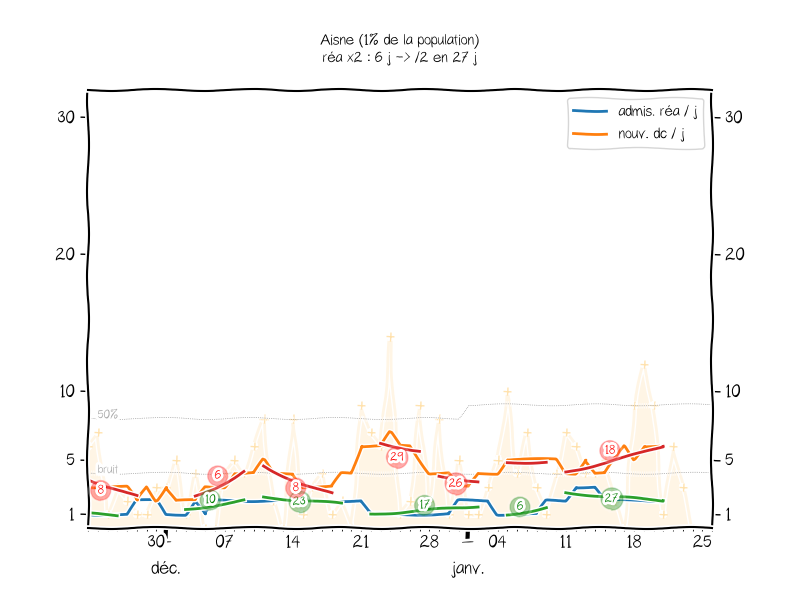 Aisne (1% de la population)
réa x2 : 6 j -> /2 en 27 j
admis. réa / j
nouv. dc / j
30 30
20 20
10 10
50%
5 5
bruit
1 1
8 6 10 8 23 29 17 26 6 18 27
30 07 14 21 28 04 11 18 25
déc. janv.